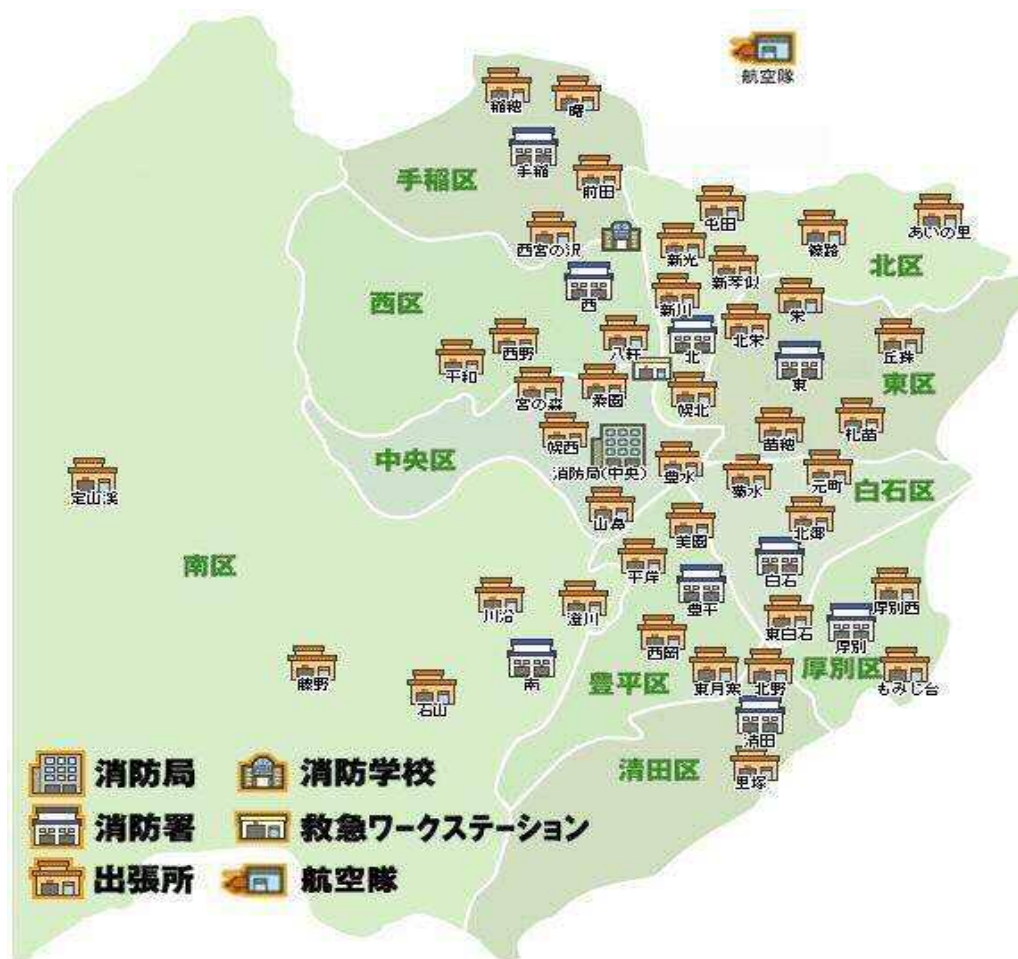 航空隊
稲穂
曙
手稲
手稲区
前田
屯田
あいの里
西宮の沢
新光
篠路
北区
新琴似
西区
西
新川
栄
北栄
八軒
北
西野
丘珠
東
平和
東区
宮の森
桑園
幌北
苗穂
札苗
幌西
中央区
消防局(中央)
豊水
菊水
元町
白石区
定山渓
山鼻
美園
北郷
南区
平岸
白石
豊平
厚別西
川沿
澄川
東白石
厚別
西岡
藤野
南
石山
豊平区
東月寒
北野
厚別区
もみじ台
清田
清田区
里塚
消防局
消防学校
消防署
救急ワークステーション
出張所
航空隊